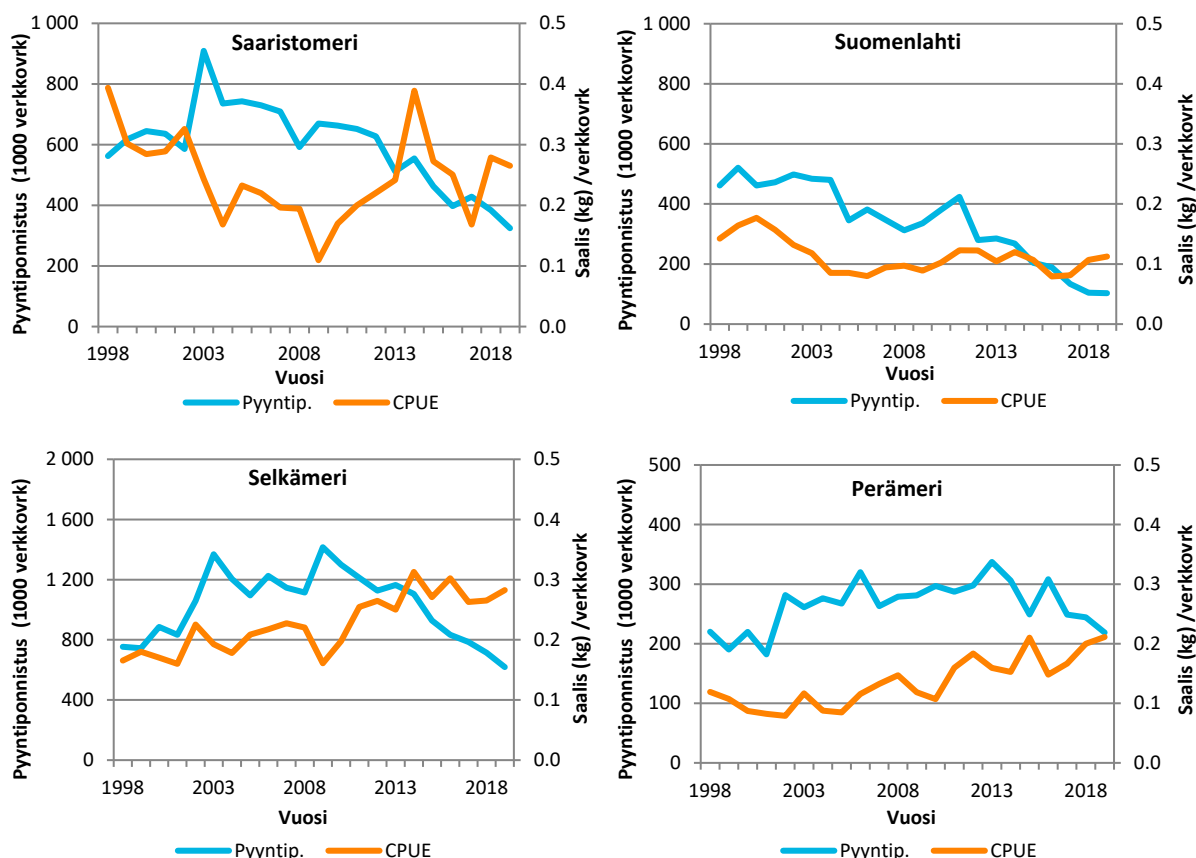 Saaristomeri
Pyyntiponnistus (1000 verkkovrk)
1 000
800
600
400
200
0
0.5
0.4
0.3
0.2
0.1
0.0
Saalis (kg) /verkkovrk
1998
2003
2008
2013
2018
Vuosi
Pyyntip.
CPUE
Suomenlahti
Pyyntiponnistus (1000 verkkovrk)
1 000
800
600
400
200
0
0.5
0.4
0.3
0.2
0.1
0.0
Saalis (kg) /verkkovrk
1998
2003
2008
2013
2018
Vuosi
Pyyntip.
CPUE
Selkämeri
Pyyntiponnistus (1000 verkkovrk)
2 000
1 600
1 200
800
400
0
0.5
0.4
0.3
0.2
0.1
0.0
Saalis (kg) /verkkovrk
1998
2003
2008
2013
2018
Vuosi
Pyyntip.
CPUE
Perämeri
Pyyntiponnistus (1000 verkkovrk)
500
400
300
200
100
0
0.5
0.4
0.3
0.2
0.1
0.0
Saalis (kg) /verkkovrk
1998
2003
2008
2013
2018
Vuosi
Pyyntip.
CPUE